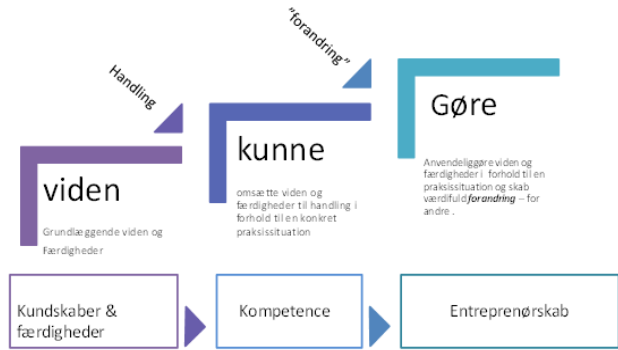 Handling
”forandring”
viden
Grundlæggende viden og
Færdigheder
kunne
omsætte viden og
færdigheder til handling i
forhold til en konkret
praksissituation
Gøre
Anvendeliggøre viden og
færdigheder i forhold til en
praksissituation og skab
værdifuld forandring – for
andre .
Kundskaber &
færdigheder
Kompetence
Entreprenørskab